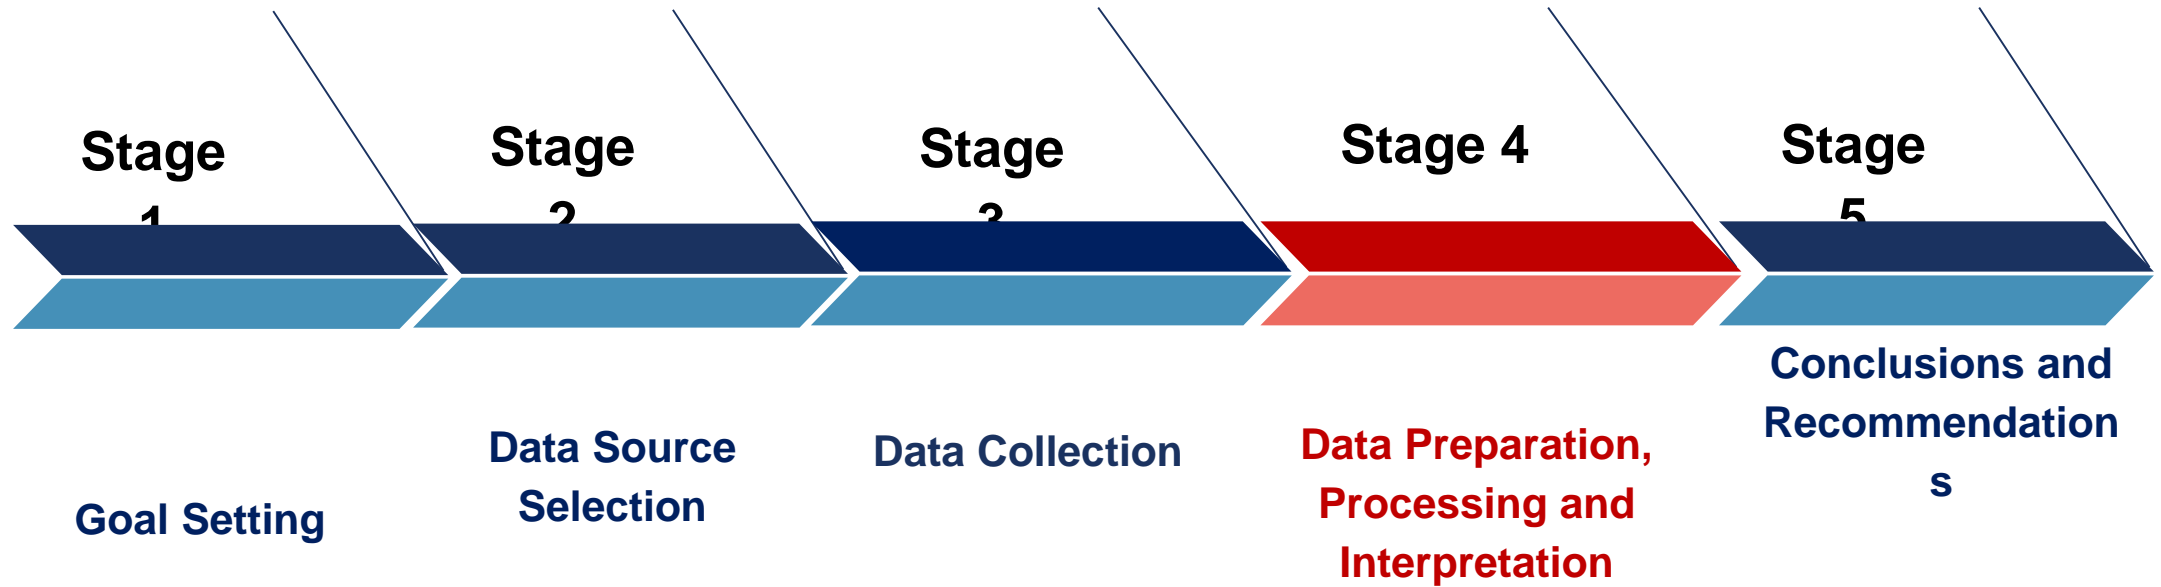 Stage
1
Stage
2
Stage
3
Stage 4
Stage
5
Goal Setting
Data Source
Selection
Data Collection
Data Preparation,
Processing and
Interpretation
Conclusions and
Recommendation
s